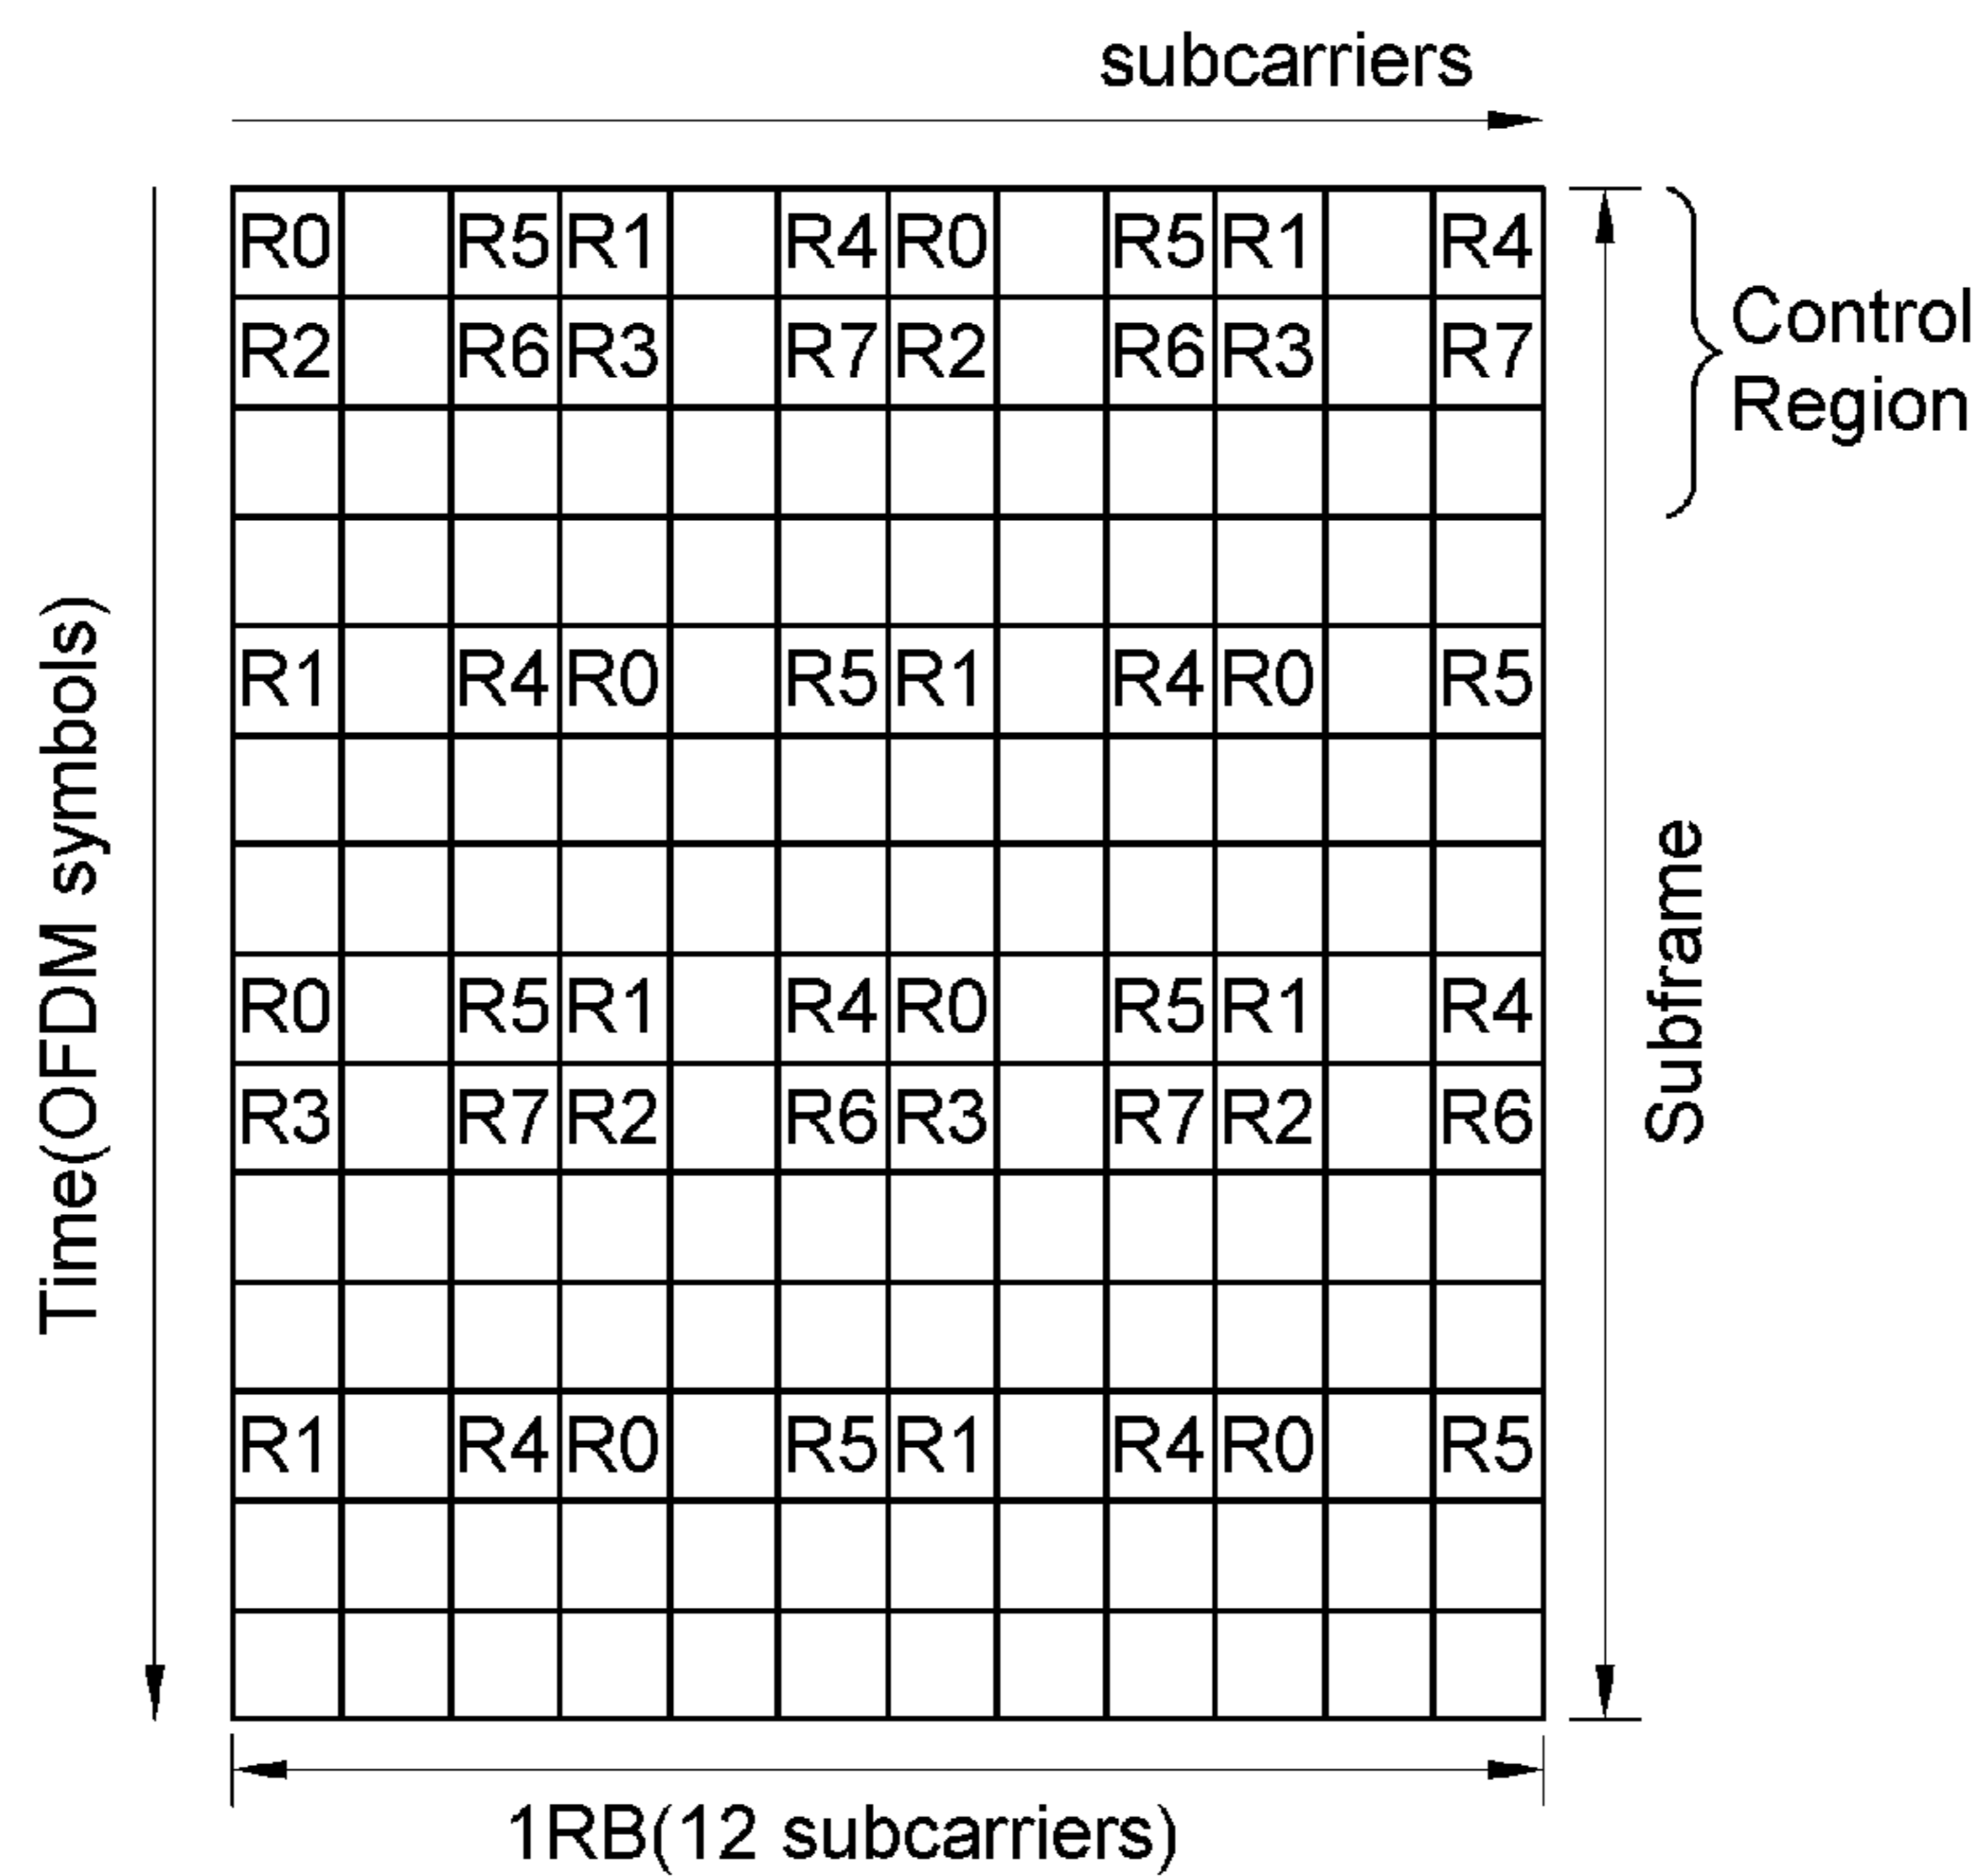 subcarriers
R0 R5 R1 R4 R0 R5 R1 R4
R2 R6 R3 R7 R2 R6 R3 R7
Control
Region
R1 R4 R0 R5 R1 R4 R0 R5
Time(OFDM symbols)
Subframe
R0 R5 R1 R4 R0 R5 R1 R4
R3 R7 R2 R6 R3 R7 R2 R6
R1 R4 R0 R5 R1 R4 R0 R5
1RB(12 subcarriers)